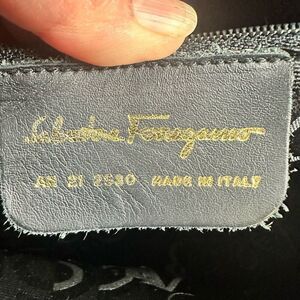 Salvatore Ferragamo
AN 21 2530 MADE IN ITALY